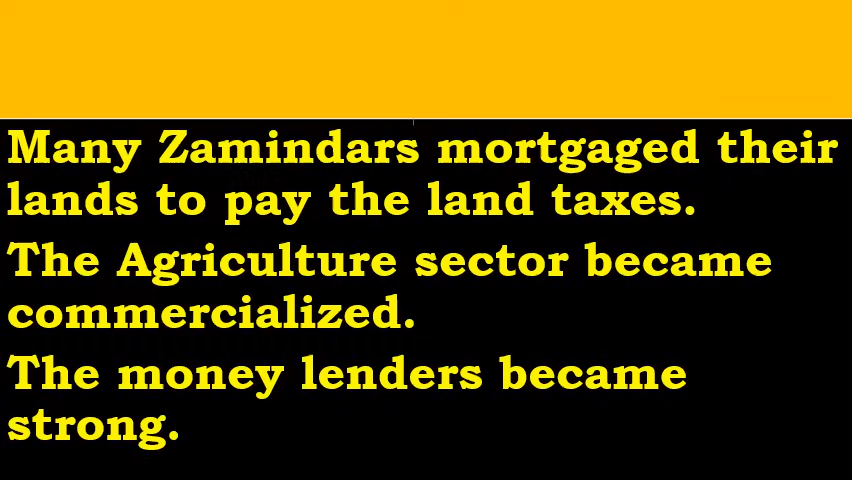 Many Zamindars mortgaged their
lands to pay the land taxes.
The Agriculture sector became
commercialized.
The money lenders became
strong.